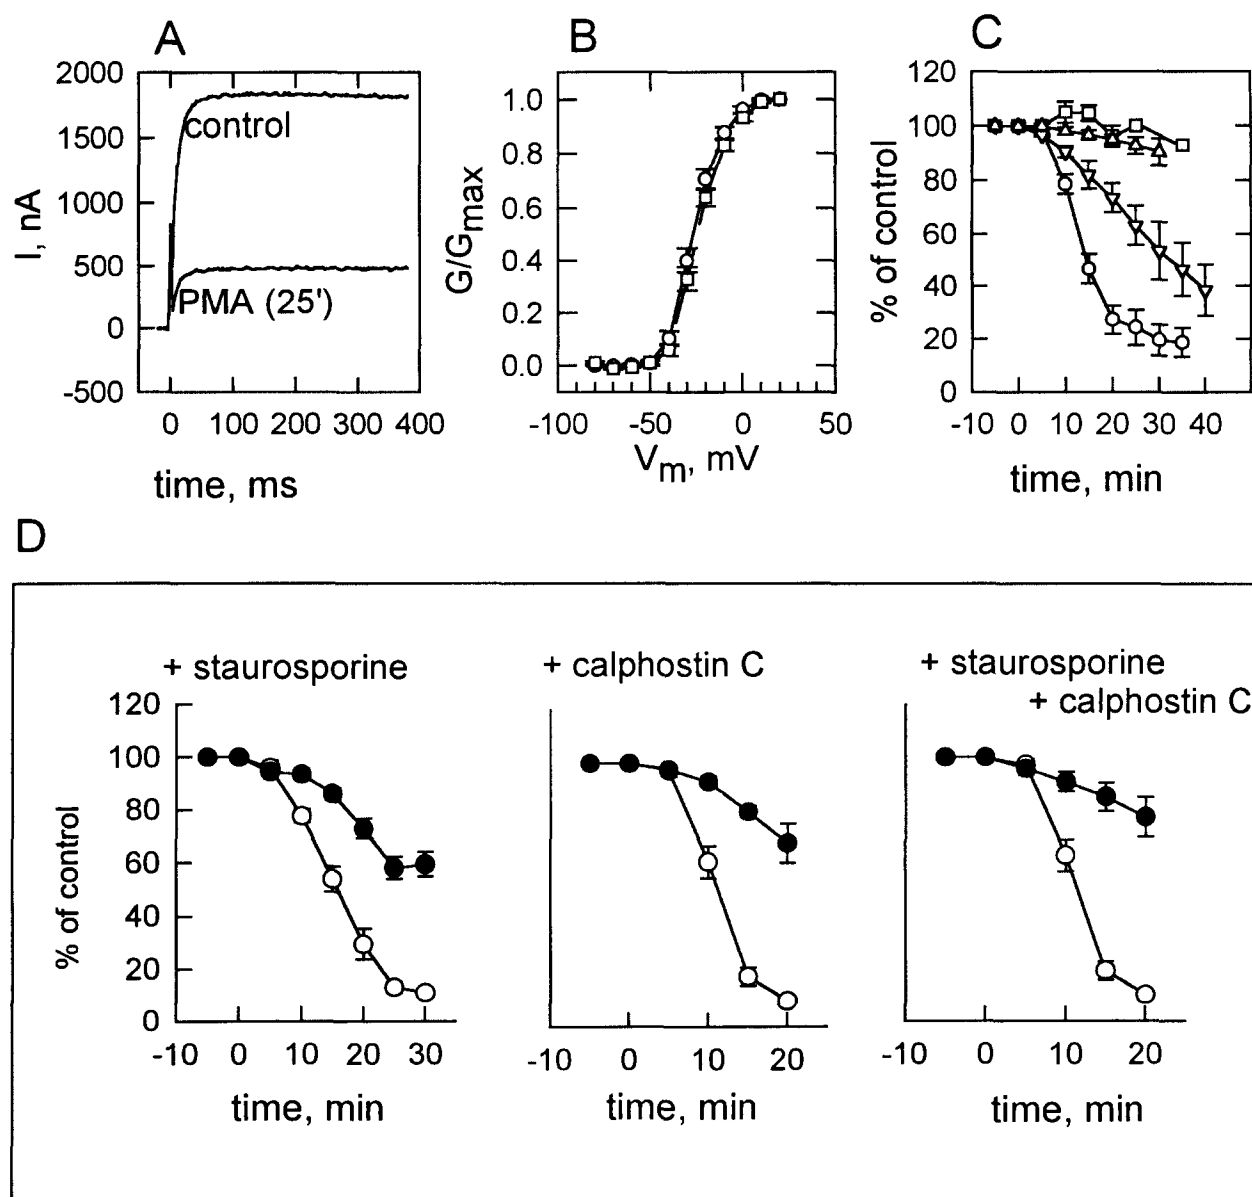 A
2000
1500
1000
500
0
-500
I, nA
control
PMA (25')
0 100 200 300 400
time, ms
B
1.0
0.8
0.6
0.4
0.2
0.0
G/Gmax
-100 -50 0 50
Vm, mV
C
120
100
80
60
40
20
0
% of control
-10 0 10 20 30 40
time, min
D
+ staurosporine
120
100
80
60
40
20
0
% of control
-10 0 10 20 30
time, min
+ calphostin C
-10 0 10 20
time, min
+ staurosporine
+ calphostin C
-10 0 10 20
time, min